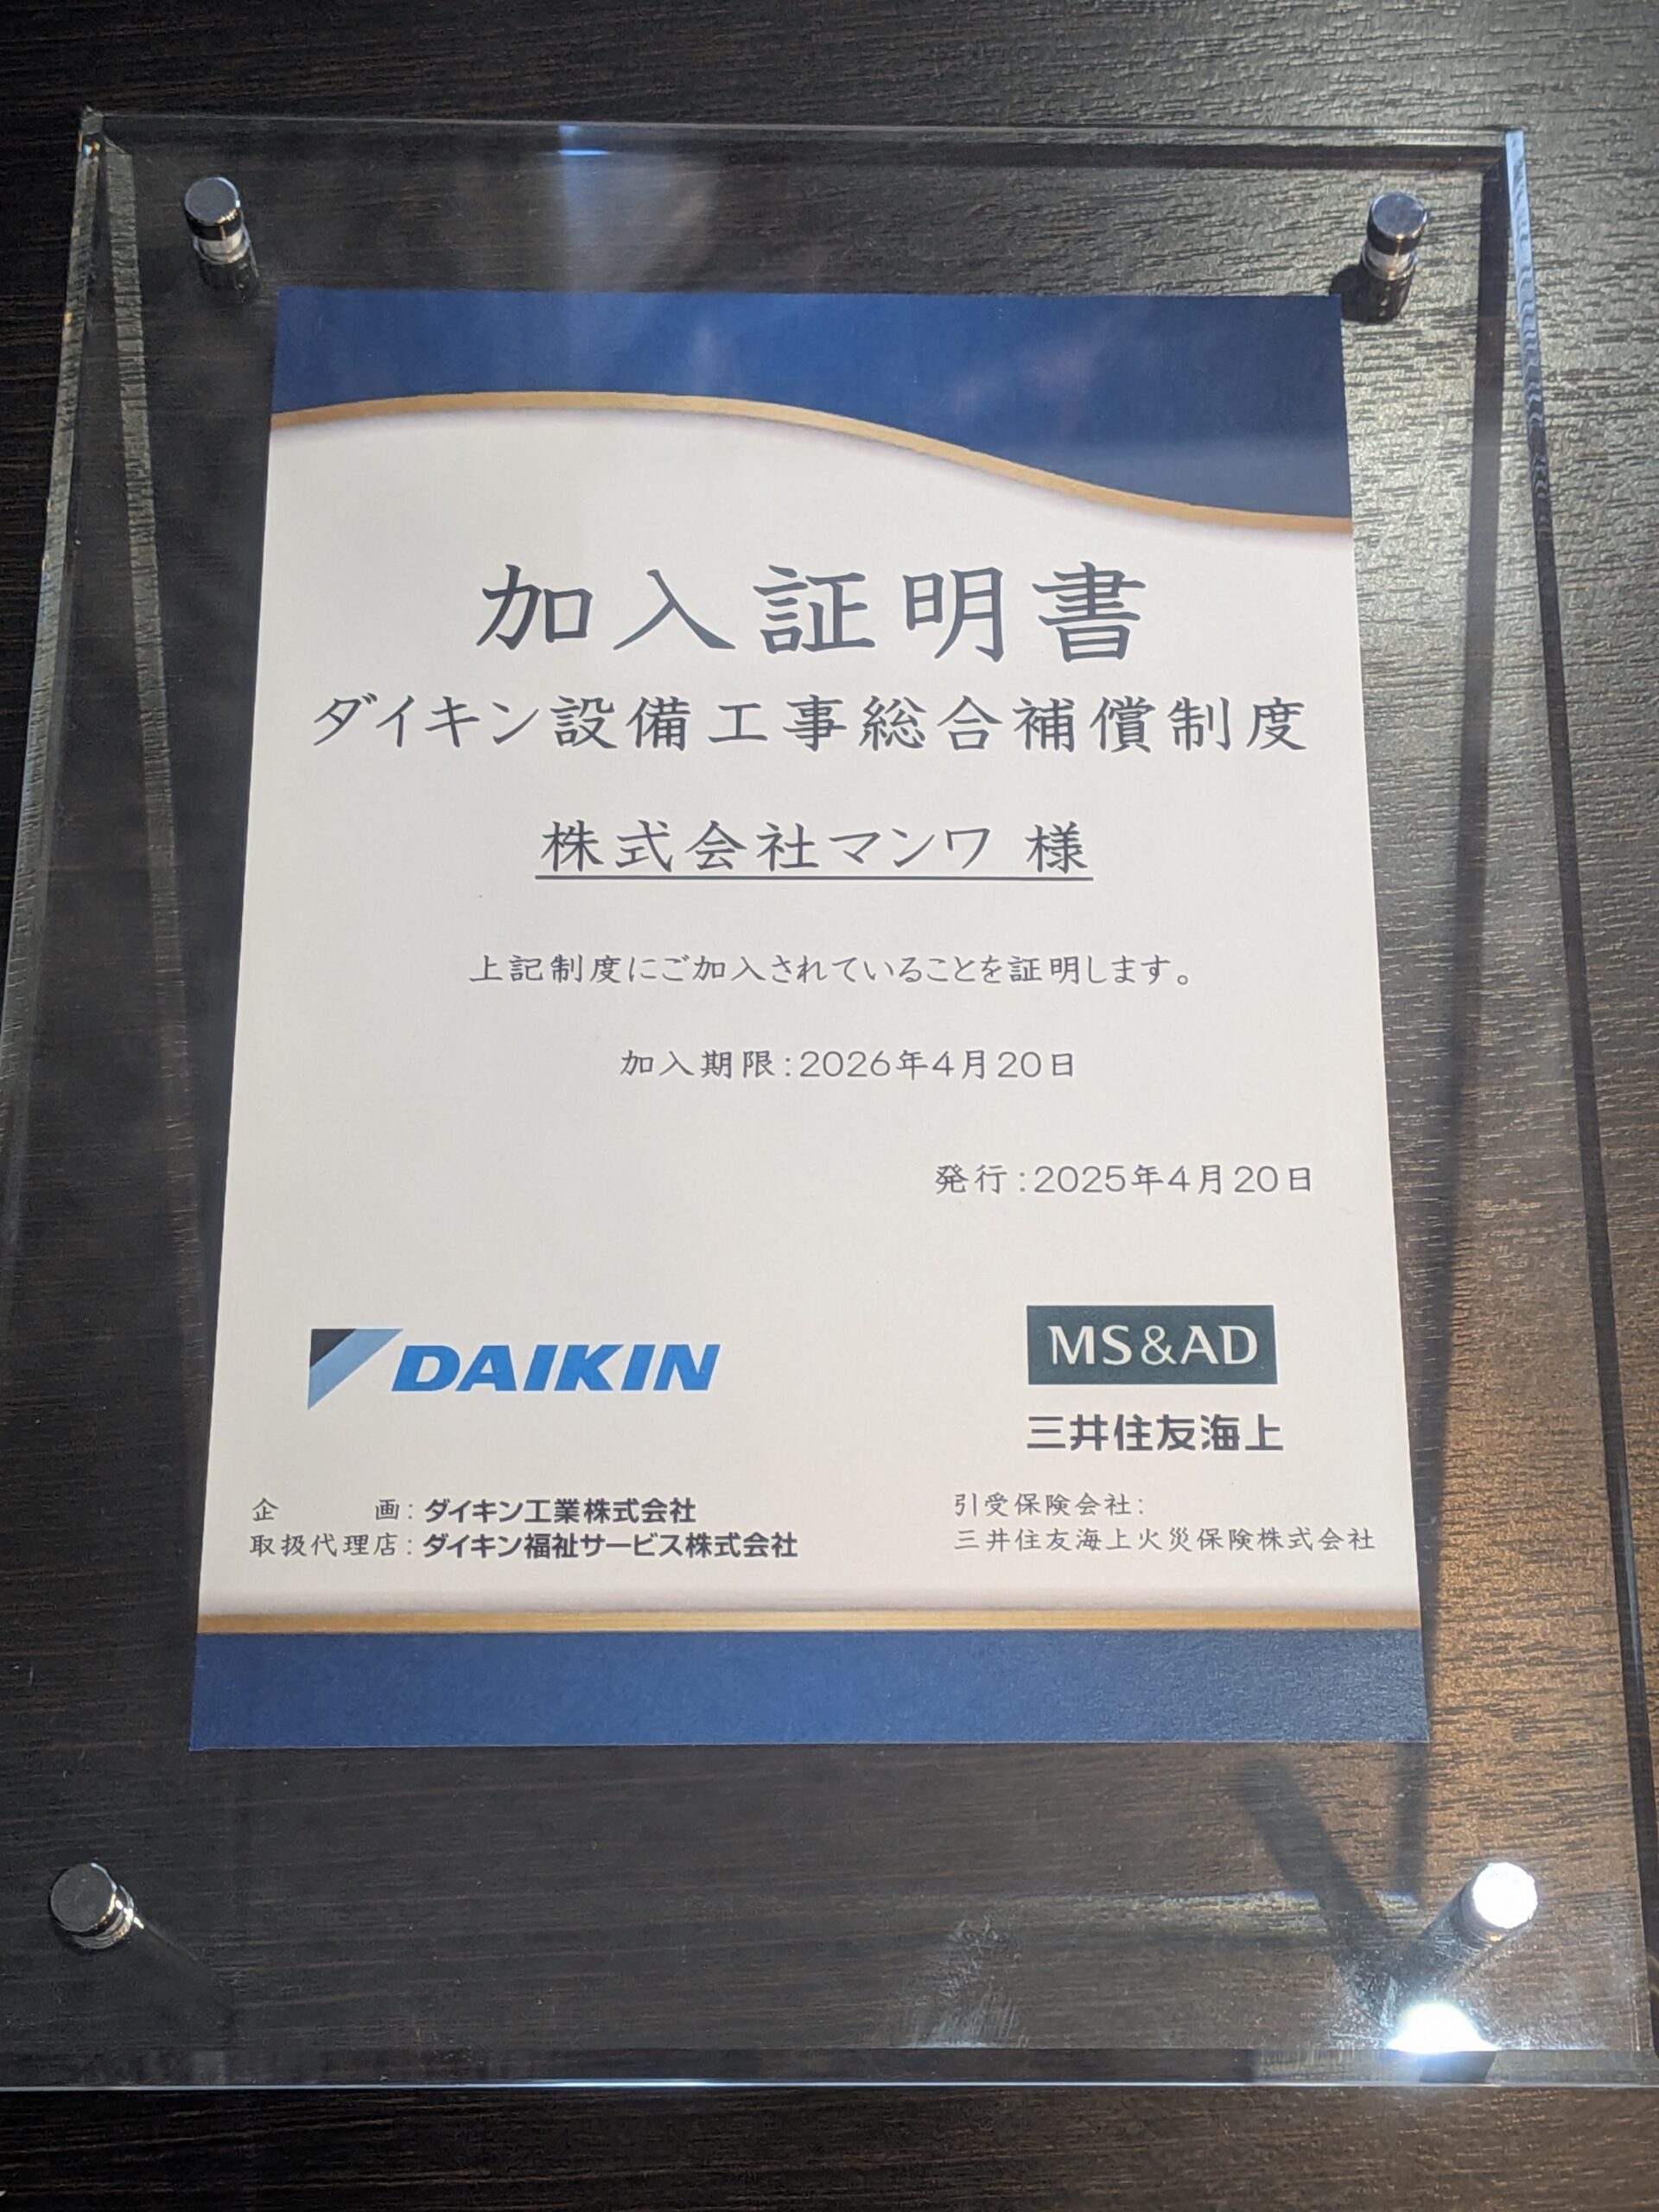 加入証明書
ダイキン設備工事総合補償制度
株式会社マンワ 様
上記制度にご加入されていることを証明します。
加入期限:2026年4月20日
発行:2025年4月20日
DAIKIN
MS&AD
三井住友海上
企　　　画:ダイキン工業株式会社
取扱代理店:ダイキン福祉サービス株式会社
引受保険会社:
三井住友海上火災保険株式会社